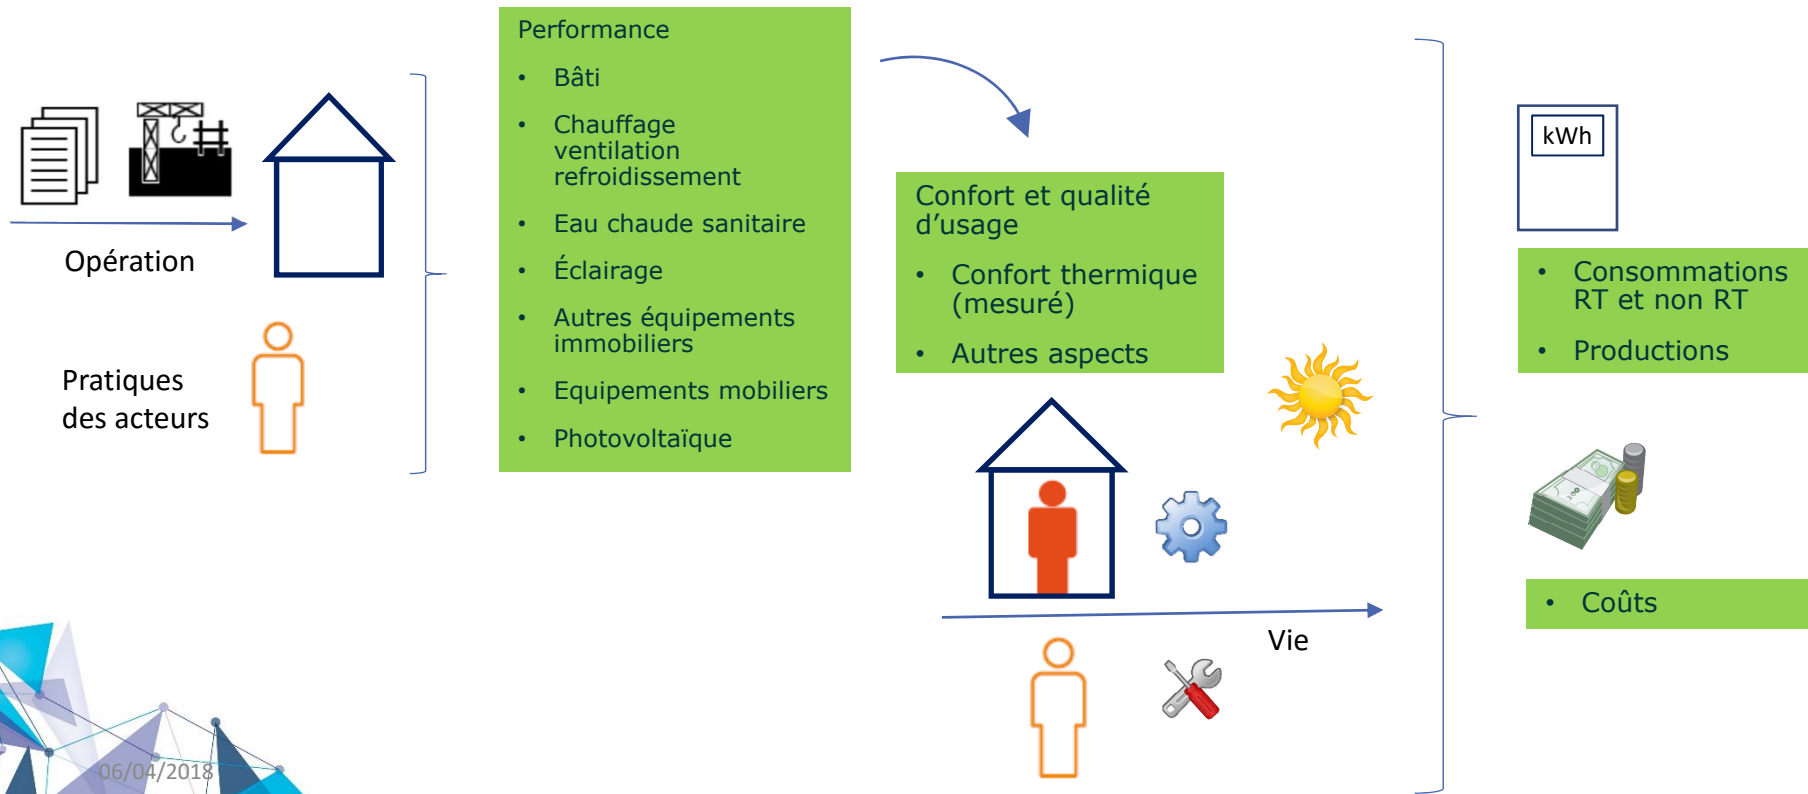 Opération
Pratiques
des acteurs
Performance
• Bâti
• Chauffage
ventilation
refroidissement
• Eau chaude sanitaire
• Éclairage
• Autres équipements
immobiliers
• Equipements mobiliers
• Photovoltaïque
Confort et qualité
d’usage
• Confort thermique
(mesuré)
• Autres aspects
Vie
kWh
• Consommations
RT et non RT
• Productions
• Coûts
06/04/2018